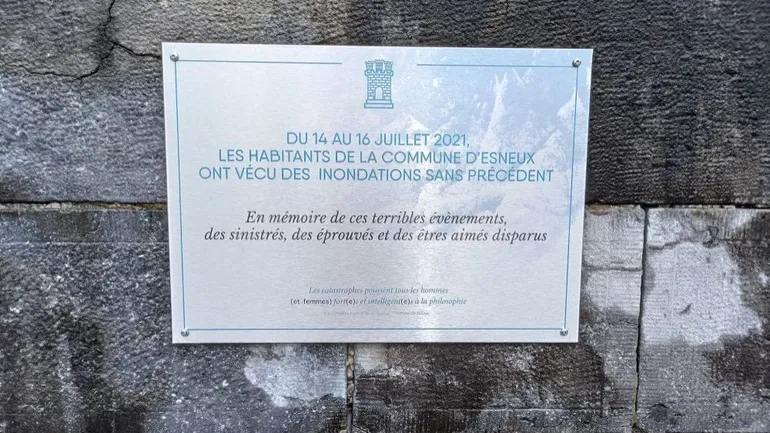 DU 14 AU 16 JUILLET 2021,
LES HABITANTS DE LA COMMUNE D'ESNEUX
ONT VÉCU DES INONDATIONS SANS PRÉCÉDENT
En mémoire de ces terribles évènements,
des sinistrés, des éprouvés et des êtres aimés disparus
Les catastrophes poussent tous les hommes
(et femmes) fort(e)s et intelligent(e)s à la philosophie